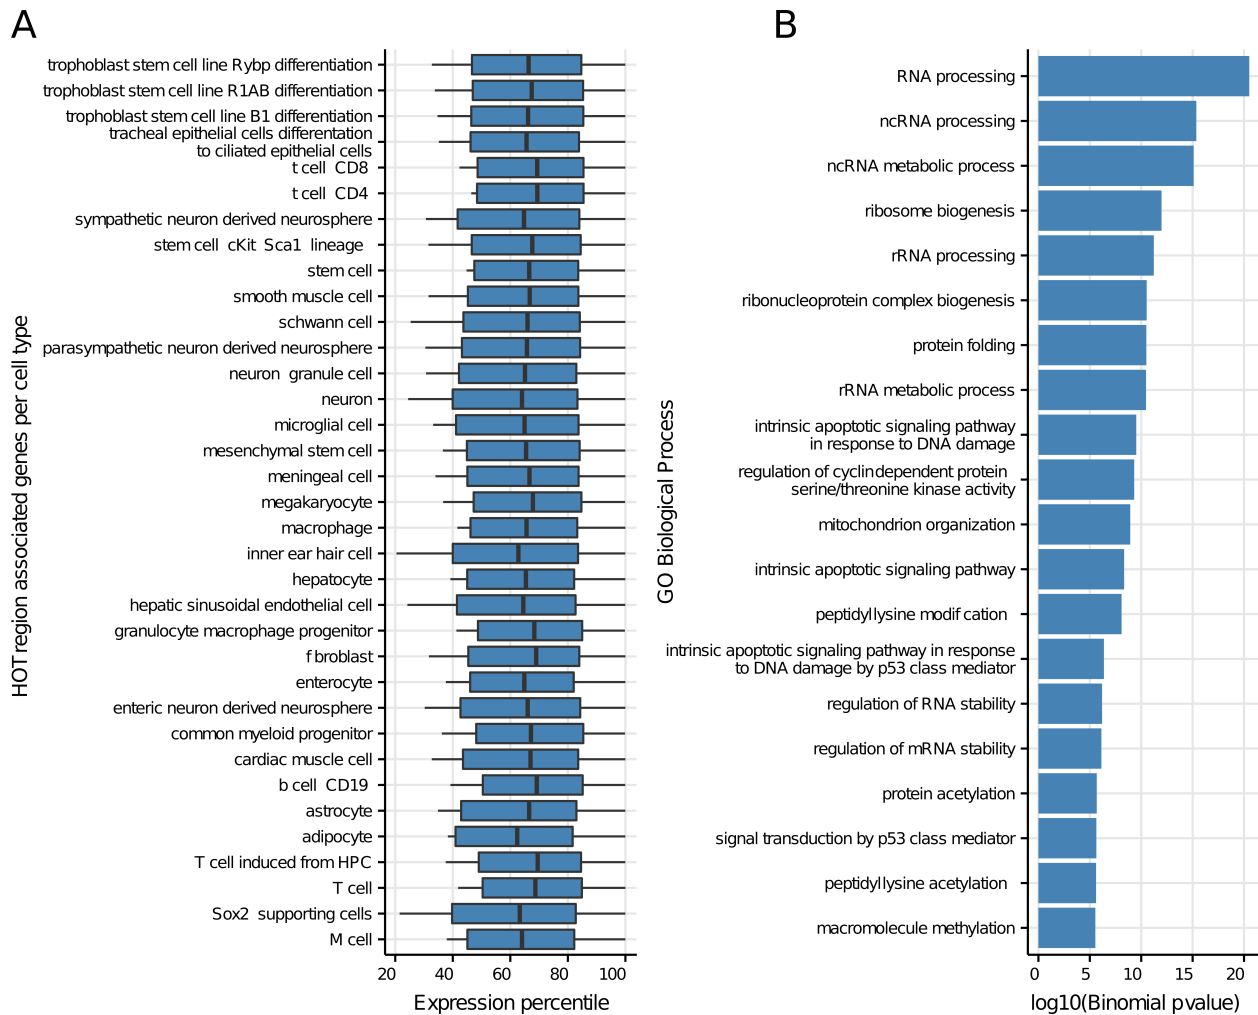 A
trophoblast stem cell line Rybp differentiation
trophoblast stem cell line R1AB differentiation
trophoblast stem cell line B1 differentiation
tracheal epithelial cells differentation
to ciliated epithelial cells
t cell CD8
t cell CD4
sympathetic neuron derived neurosphere
stem cell cKit Sca1 lineage
stem cell
smooth muscle cell
schwann cell
parasympathetic neuron derived neurosphere
neuron granule cell
neuron
microglial cell
mesenchymal stem cell
meningeal cell
megakaryocyte
macrophage
inner ear hair cell
hepatocyte
hepatic sinusoidal endothelial cell
granulocyte macrophage progenitor
f broblast
enterocyte
enteric neuron derived neurosphere
common myeloid progenitor
cardiac muscle cell
b cell CD19
astrocyte
adipocyte
T cell induced from HPC
T cell
Sox2 supporting cells
M cell
HOT region associated genes per cell type
20 40 60 80 100
Expression percentile
B
RNA processing
ncRNA processing
ncRNA metabolic process
ribosome biogenesis
rRNA processing
ribonucleoprotein complex biogenesis
protein folding
rRNA metabolic process
intrinsic apoptotic signaling pathway
in response to DNA damage
regulation of cyclindependent protein
serine/threonine kinase activity
mitochondrion organization
intrinsic apoptotic signaling pathway
peptidyllysine modif cation
intrinsic apoptotic signaling pathway in response
to DNA damage by p53 class mediator
regulation of RNA stability
regulation of mRNA stability
protein acetylation
signal transduction by p53 class mediator
peptidyllysine acetylation
macromolecule methylation
GO Biological Process
0 5 10 15 20
log10(Binomial pvalue)